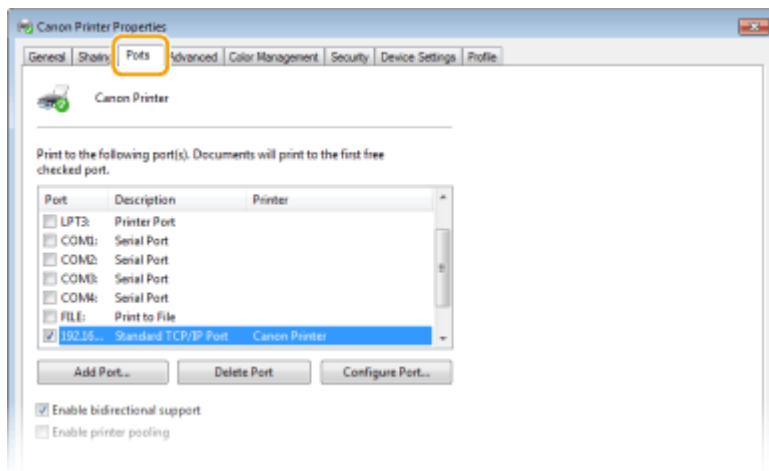 Canon Printer Properties
General Sharing Ports Advanced Color Management Security Device Settings Profile
Canon Printer
Print to the following port(s). Documents will print to the first free
checked port.
Port Description Printer
LPT3: Printer Port
COM1: Serial Port
COM2: Serial Port
COM3: Serial Port
COM4: Serial Port
FILE: Print to File
192.16... Standard TCP/IP Port Canon Printer
Add Port... Delete Port Configure Port...
Enable bidirectional support
Enable printer pooling